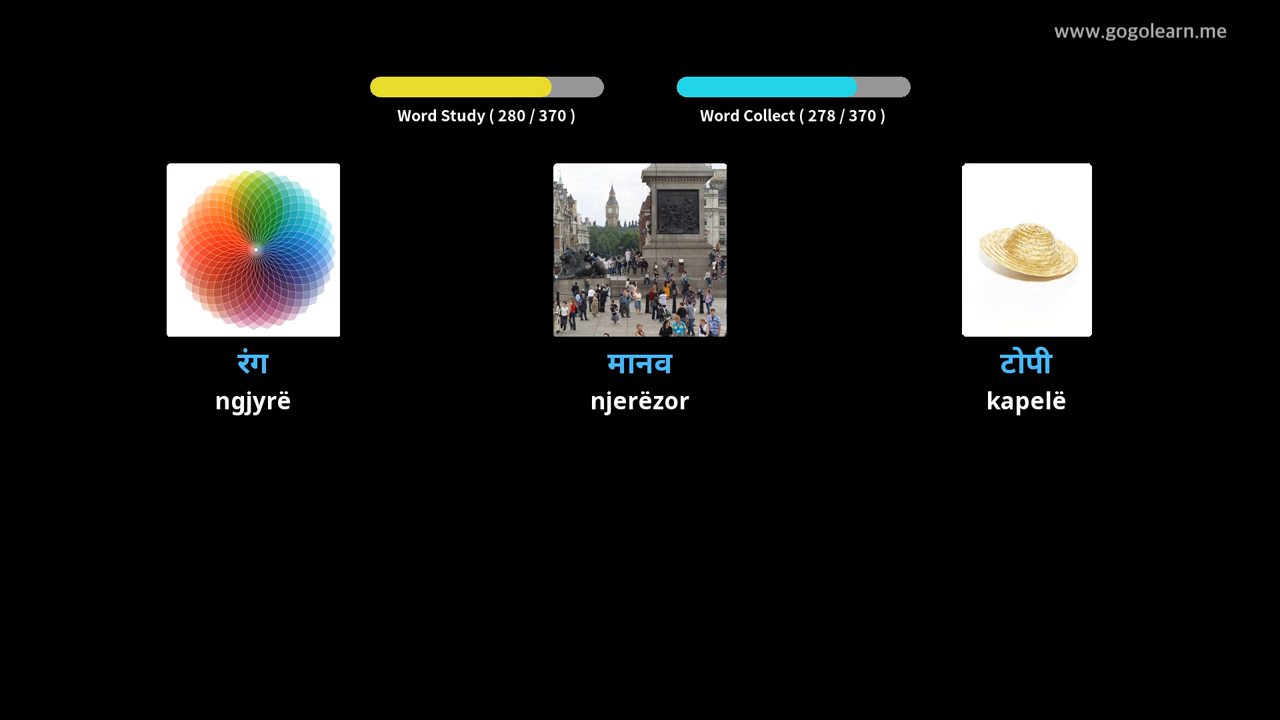 www.gogolearn.me
Word Study ( 280 / 370 )
Word Collect ( 278 / 370 )
रंग
मानव
टोपी
ngjyrë
njerëzor
kapelë